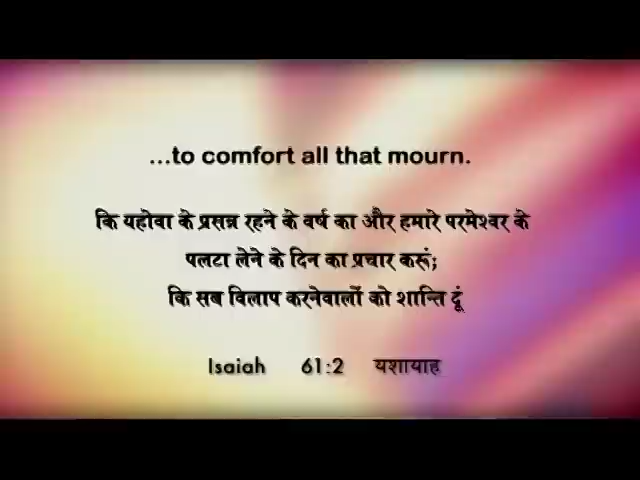 ...to comfort all that mourn.
कि यहोवा के प्रसन्न रहने के वर्ष का और हमारे परमेश्वर के
पलटा लेने के दिन का प्रचार करूं;
कि सब विलाप करनेवालों को शान्ति दूं
Isaiah 61:2 यशायाह